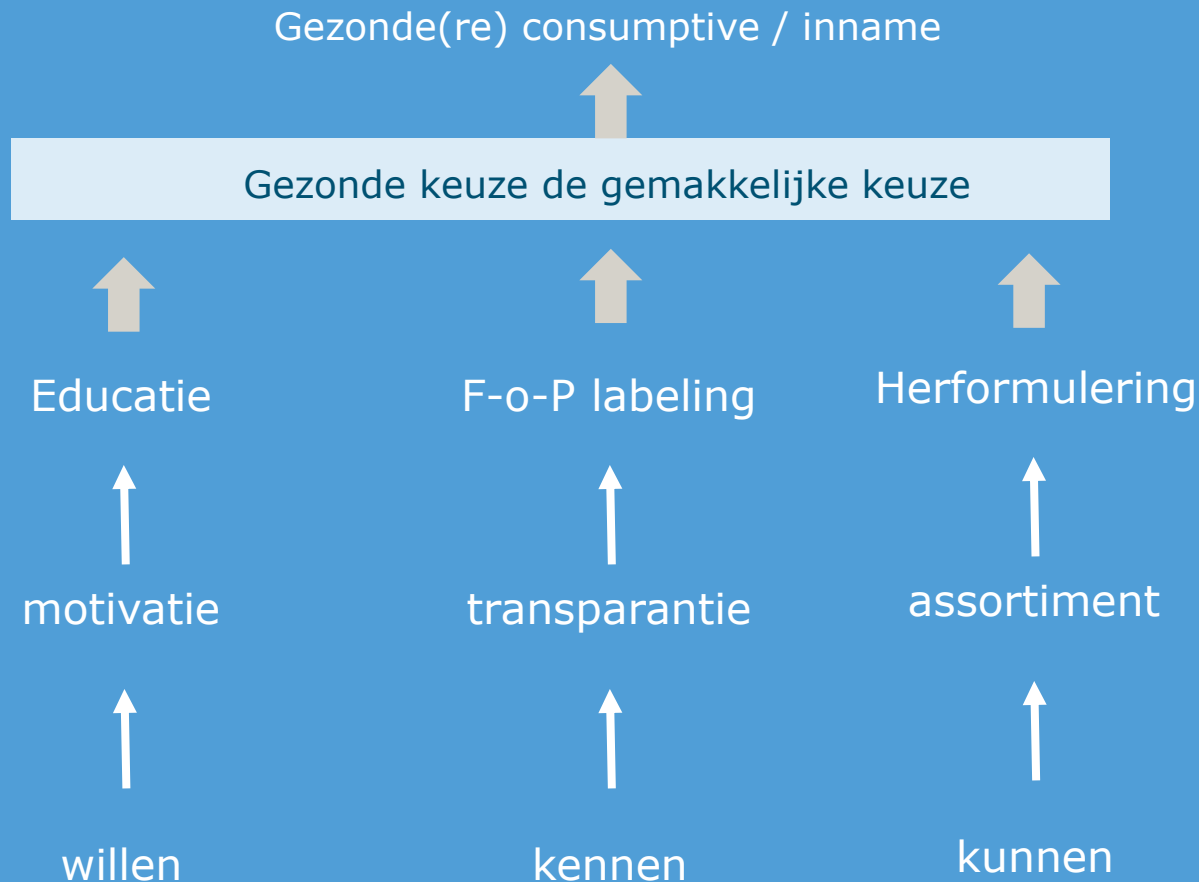 Gezonde(re) consumptive / inname
Gezonde keuze de gemakkelijke keuze
Educatie
F-o-P labeling
Herformulering
motivatie
transparantie
assortiment
willen
kennen
kunnen